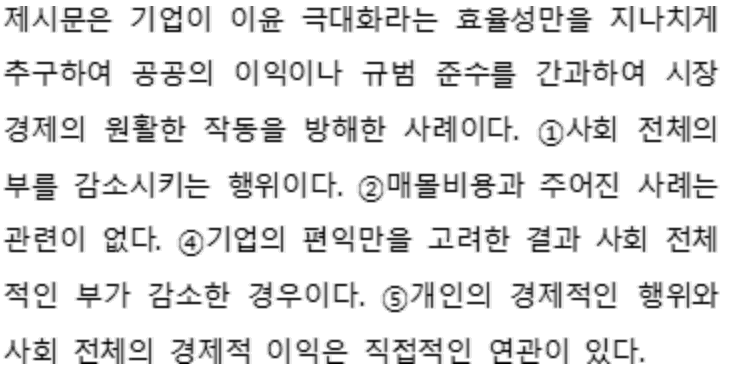 제시문은 기업이 이윤 극대화라는 효율성만을 지나치게
추구하여 공공의 이익이나 규범 준수를 간과하여 시장
경제의 원활한 작동을 방해한 사례이다. ①사회 전체의
부를 감소시키는 행위이다. ②매몰비용과 주어진 사례는
관련이 없다. ④기업의 편익만을 고려한 결과 사회 전체
적인 부가 감소한 경우이다. ⑤개인의 경제적인 행위와
사회 전체의 경제적 이익은 직접적인 연관이 있다.